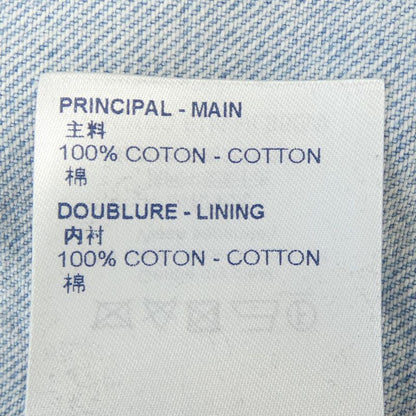 PRINCIPAL - MAIN
主料
100% COTON - COTTON
棉
DOUBLURE - LINING
内衬
100% COTON - COTTON
棉